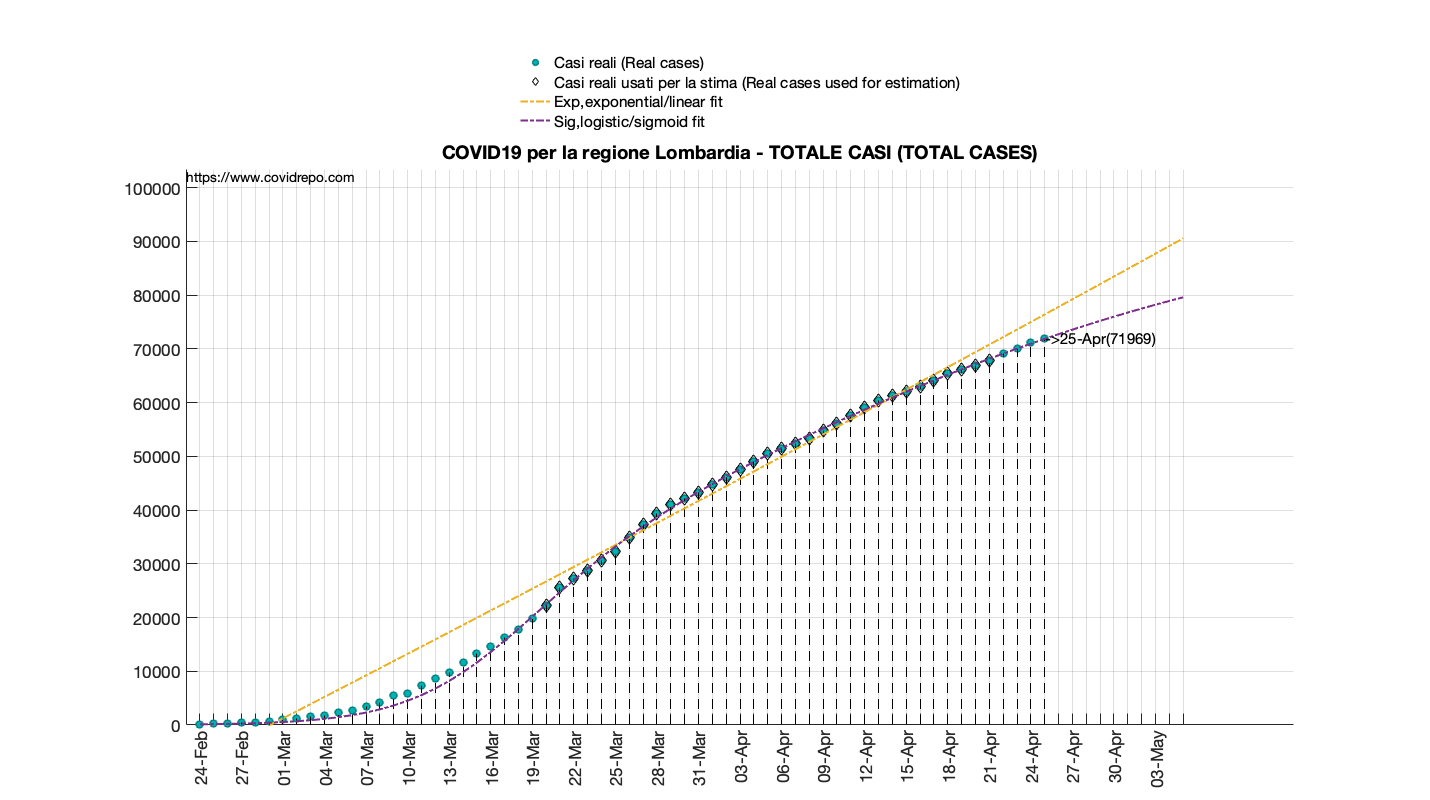 Casi reali (Real cases)
Casi reali usati per la stima (Real cases used for estimation)
Exp,exponential/linear fit
Sig,logistic/sigmoid fit
COVID19 per la regione Lombardia - TOTALE CASI (TOTAL CASES)
https://www.covidrepo.com
100000
90000
80000
70000
60000
50000
40000
30000
20000
10000
0
>25-Apr(71969)
24-Feb
27-Feb
01-Mar
04-Mar
07-Mar
10-Mar
13-Mar
16-Mar
19-Mar
22-Mar
25-Mar
28-Mar
31-Mar
03-Apr
06-Apr
09-Apr
12-Apr
15-Apr
18-Apr
21-Apr
24-Apr
27-Apr
30-Apr
03-May